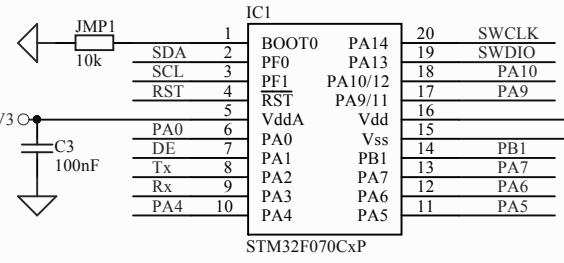 IC1
JMP1
10k
1 BOOT0 PA14 20 SWCLK
SDA 2 PF0 PA13 19 SWDIO
SCL 3 PF1 PA10/12 18 PA10
RST 4 RST PA9/11 17 PA9
V3 5 VddA Vdd 16
PA0 6 PA0 Vss 15
DE 7 PA1 PB1 14 PB1
Tx 8 PA2 PA7 13 PA7
Rx 9 PA3 PA6 12 PA6
PA4 10 PA4 PA5 11 PA5
C3
100nF
STM32F070CxP